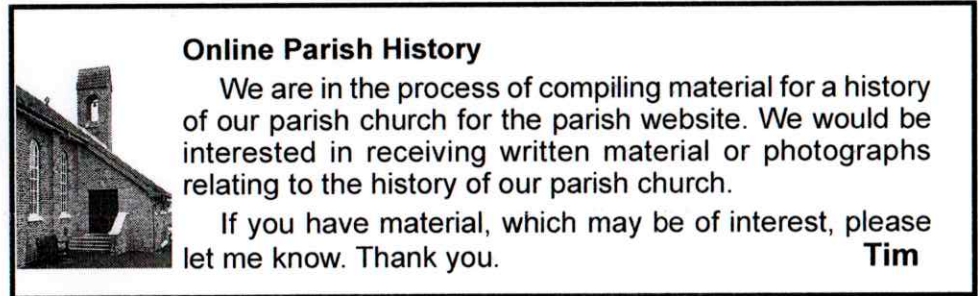 Online Parish History
We are in the process of compiling material for a history
of our parish church for the parish website. We would be
interested in receiving written material or photographs
relating to the history of our parish church.
If you have material, which may be of interest, please
let me know. Thank you. Tim